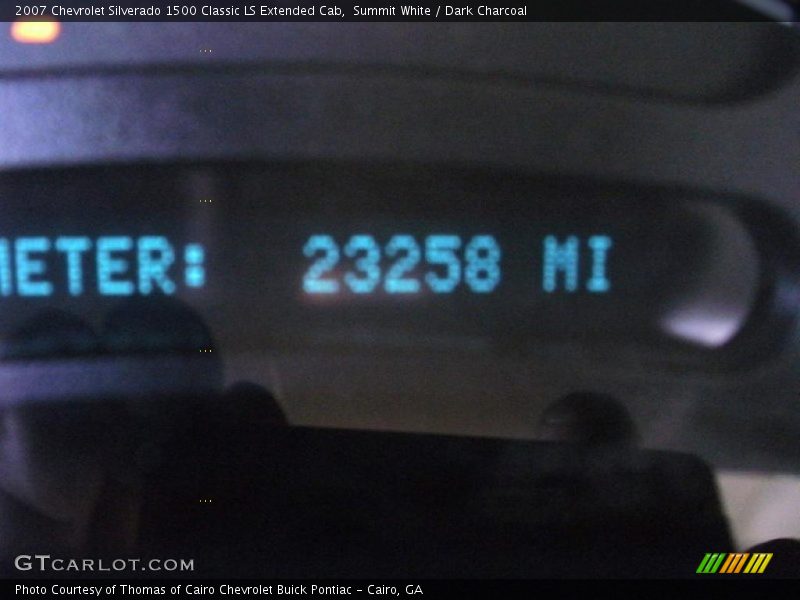 2007 Chevrolet Silverado 1500 Classic LS Extended Cab,  Summit White / Dark Charcoal
METER: 23258 MI
GTCARLOT.COM
Photo Courtesy of Thomas of Cairo Chevrolet Buick Pontiac - Cairo, GA